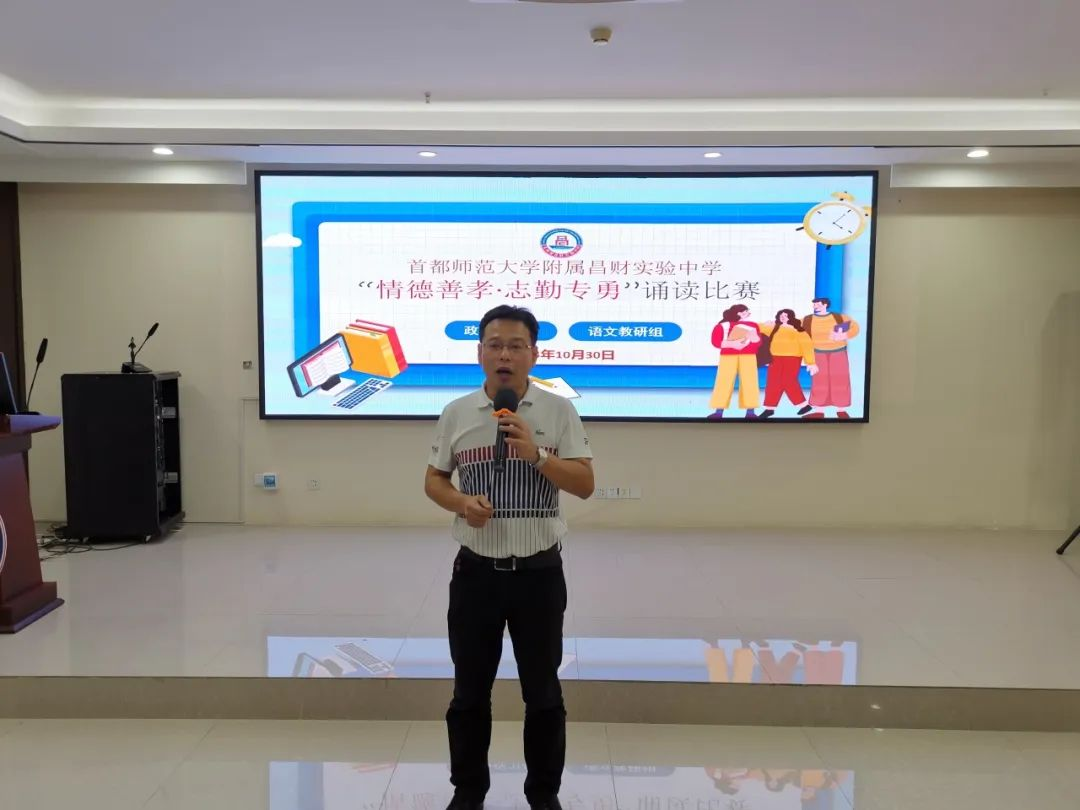 首都师范大学附属昌财实验中学
“情德善孝·志勤专勇”诵读比赛
政
语文教研组
年10月30日